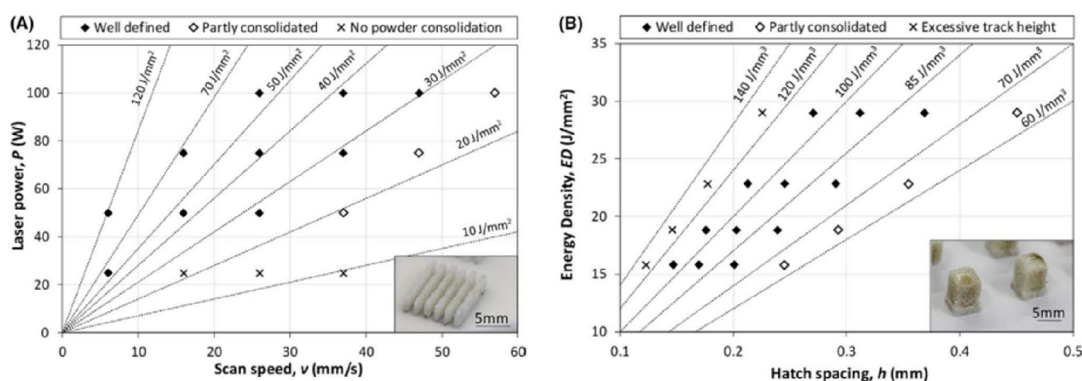 (A)
◆ Well defined ◇ Partly consolidated × No powder consolidation
120
100
80
60
40
20
0
Laser power, P (W)
120 J/mm²
70 J/mm²
50 J/mm²
40 J/mm²
30 J/mm²
20 J/mm²
10 J/mm²
5mm
0 10 20 30 40 50 60
Scan speed, v (mm/s)
(B)
◆ Well defined ◇ Partly consolidated × Excessive track height
35
30
25
20
15
10
Energy Density, ED (J/mm²)
140 J/mm³
120 J/mm³
100 J/mm³
85 J/mm³
70 J/mm³
60 J/mm³
5mm
0.1 0.2 0.3 0.4 0.5
Hatch spacing, h (mm)